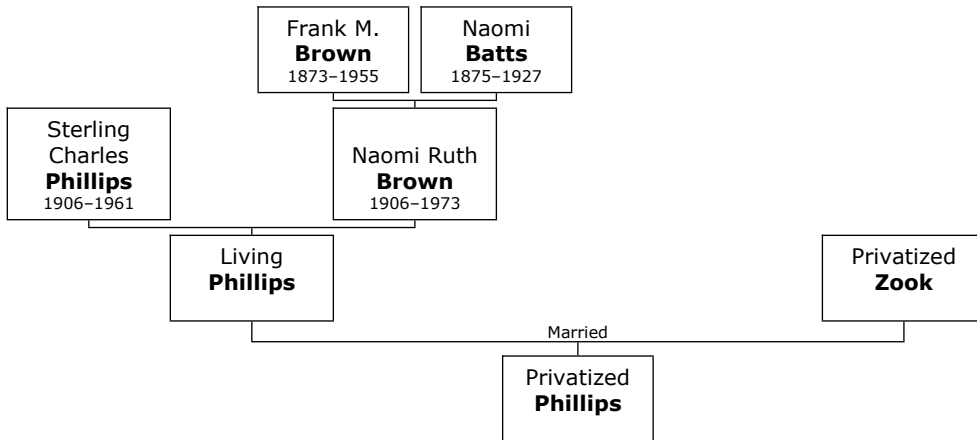 Frank M.
Brown
1873–1955
Naomi
Batts
1875–1927
Sterling
Charles
Phillips
1906–1961
Naomi Ruth
Brown
1906–1973
Living
Phillips
Privatized
Zook
Married
Privatized
Phillips